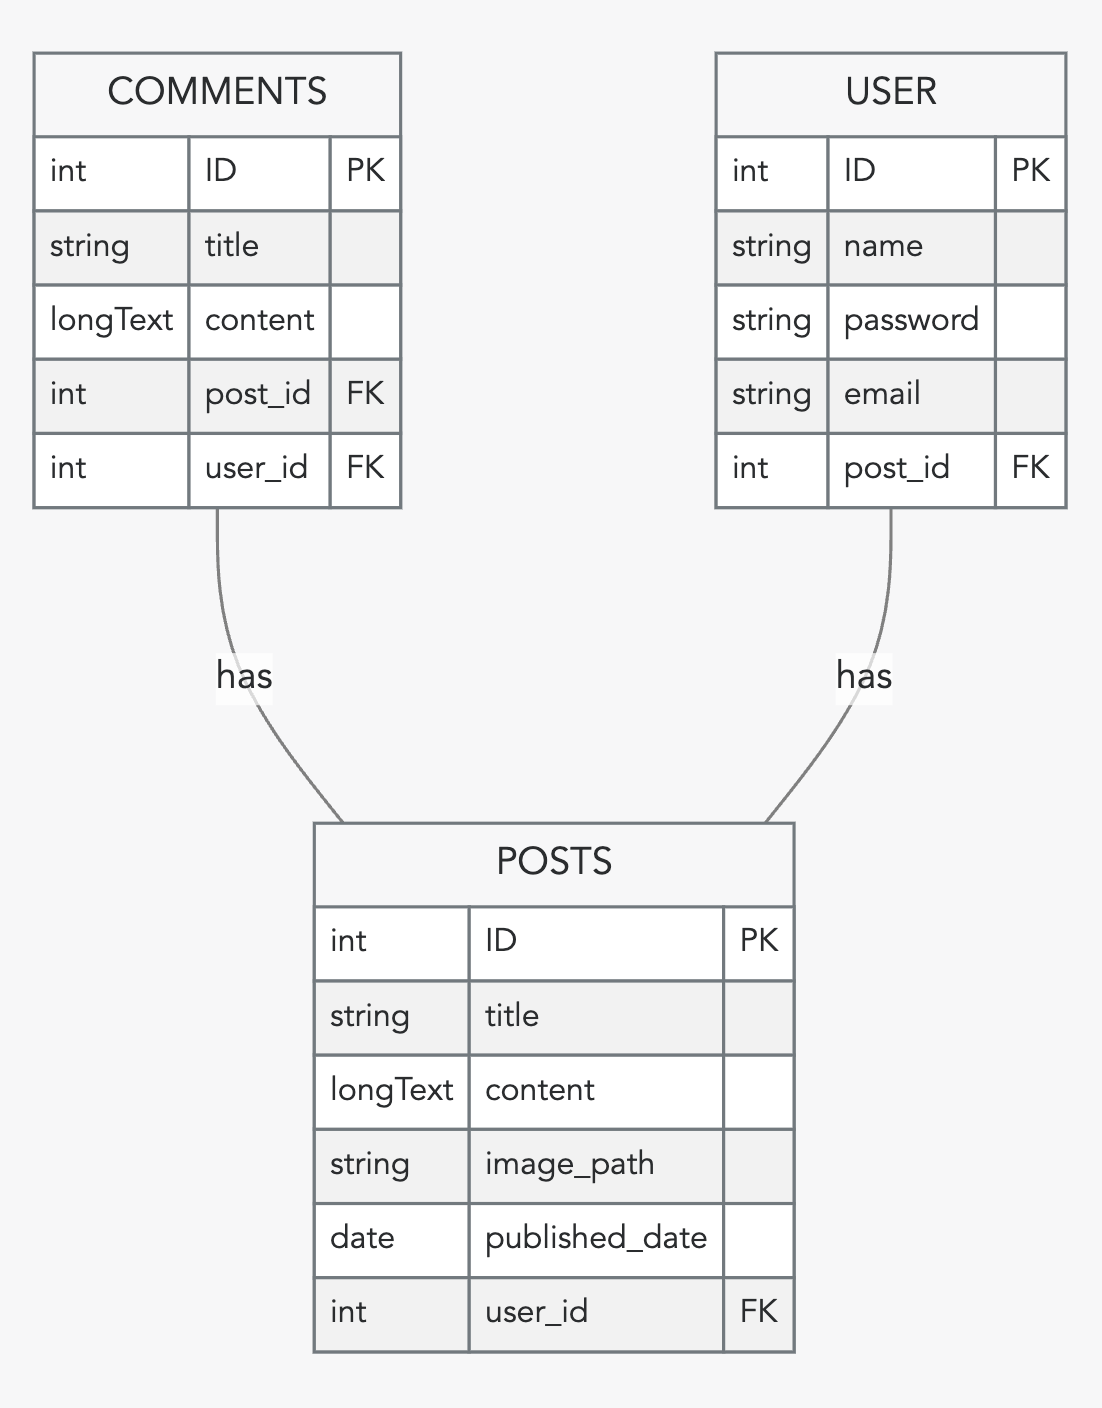 COMMENTS
int ID PK
string title
longText content
int post_id FK
int user_id FK
USER
int ID PK
string name
string password
string email
int post_id FK
has
has
POSTS
int ID PK
string title
longText content
string image_path
date published_date
int user_id FK